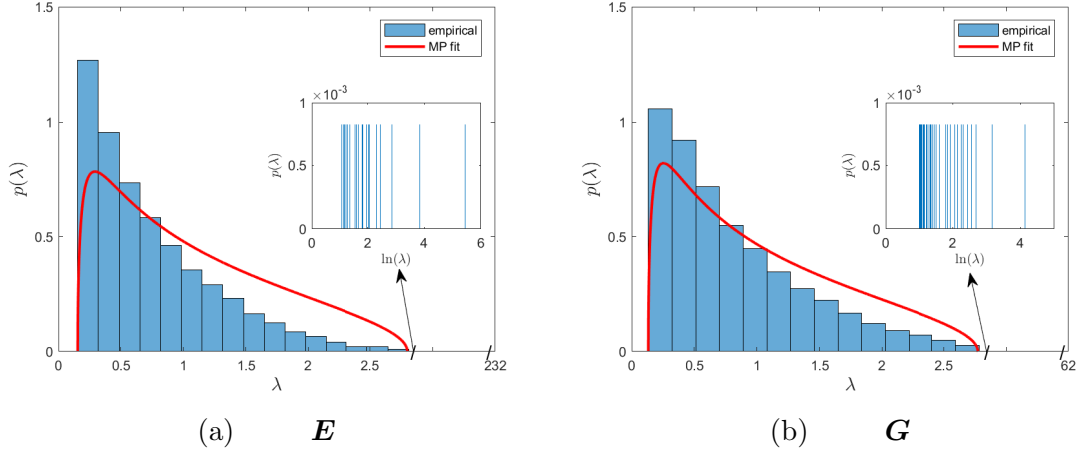 1.5
1
0.5
0
p(λ)
empirical
MP fit
×10⁻³
1
0.5
0
p(λ)
0 2 4 6
ln(λ)
0 0.5 1 1.5 2 2.5 232
λ
(a) E
1.5
1
0.5
0
p(λ)
empirical
MP fit
×10⁻³
1
0.5
0
p(λ)
0 2 4
ln(λ)
0 0.5 1 1.5 2 2.5 62
λ
(b) G